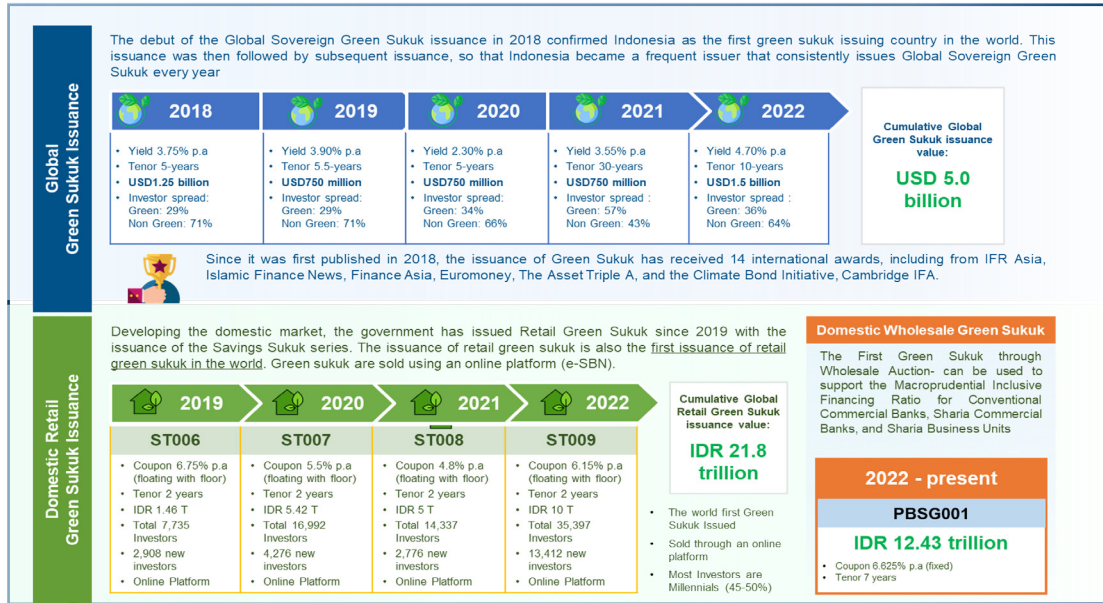 Global
Green Sukuk Issuance
The debut of the Global Sovereign Green Sukuk issuance in 2018 confirmed Indonesia as the first green sukuk issuing country in the world. This
issuance was then followed by subsequent issuance, so that Indonesia became a frequent issuer that consistently issues Global Sovereign Green
Sukuk every year
2018
• Yield 3.75% p.a
• Tenor 5-years
• USD1.25 billion
• Investor spread:
Green: 29%
Non Green: 71%
2019
• Yield 3.90% p.a
• Tenor 5.5-years
• USD750 million
• Investor spread:
Green: 29%
Non Green: 71%
2020
• Yield 2.30% p.a
• Tenor 5-years
• USD750 million
• Investor spread:
Green: 34%
Non Green: 66%
2021
• Yield 3.55% p.a
• Tenor 30-years
• USD750 million
• Investor spread :
Green: 57%
Non Green: 43%
2022
• Yield 4.70% p.a
• Tenor 10-years
• USD1.5 billion
• Investor spread :
Green: 36%
Non Green: 64%
Cumulative Global
Green Sukuk issuance
value:
USD 5.0
billion
Since it was first published in 2018, the issuance of Green Sukuk has received 14 international awards, including from IFR Asia,
Islamic Finance News, Finance Asia, Euromoney, The Asset Triple A, and the Climate Bond Initiative, Cambridge IFA.
Domestic Retail
Green Sukuk Issuance
Developing the domestic market, the government has issued Retail Green Sukuk since 2019 with the
issuance of the Savings Sukuk series. The issuance of retail green sukuk is also the first issuance of retail
green sukuk in the world. Green sukuk are sold using an online platform (e-SBN).
2019
ST006
• Coupon 6.75% p.a
(floating with floor)
• Tenor 2 years
• IDR 1.46 T
• Total 7,735
Investors
• 2,908 new
investors
• Online Platform
2020
ST007
• Coupon 5.5% p.a
(floating with floor)
• Tenor 2 years
• IDR 5.42 T
• Total 16,992
Investors
• 4,276 new
investors
• Online Platform
2021
ST008
• Coupon 4.8% p.a
(floating with floor)
• Tenor 2 years
• IDR 5 T
• Total 14,337
Investors
• 2,776 new
investors
• Online Platform
2022
ST009
• Coupon 6.15% p.a
(floating with floor)
• Tenor 2 years
• IDR 10 T
• Total 35,397
Investors
• 13,412 new
investors
• Online Platform
Cumulative Global
Retail Green Sukuk
issuance value:
IDR 21.8
trillion
• The world first Green
Sukuk Issued
• Sold through an online
platform
• Most Investors are
Millennials (45-50%)
Domestic Wholesale Green Sukuk
The First Green Sukuk through
Wholesale Auction- can be used to
support the Macroprudential Inclusive
Financing Ratio for Conventional
Commercial Banks, Sharia Commercial
Banks, and Sharia Business Units
2022 - present
PBSG001
IDR 12.43 trillion
• Coupon 6.625% p.a (fixed)
• Tenor 7 years